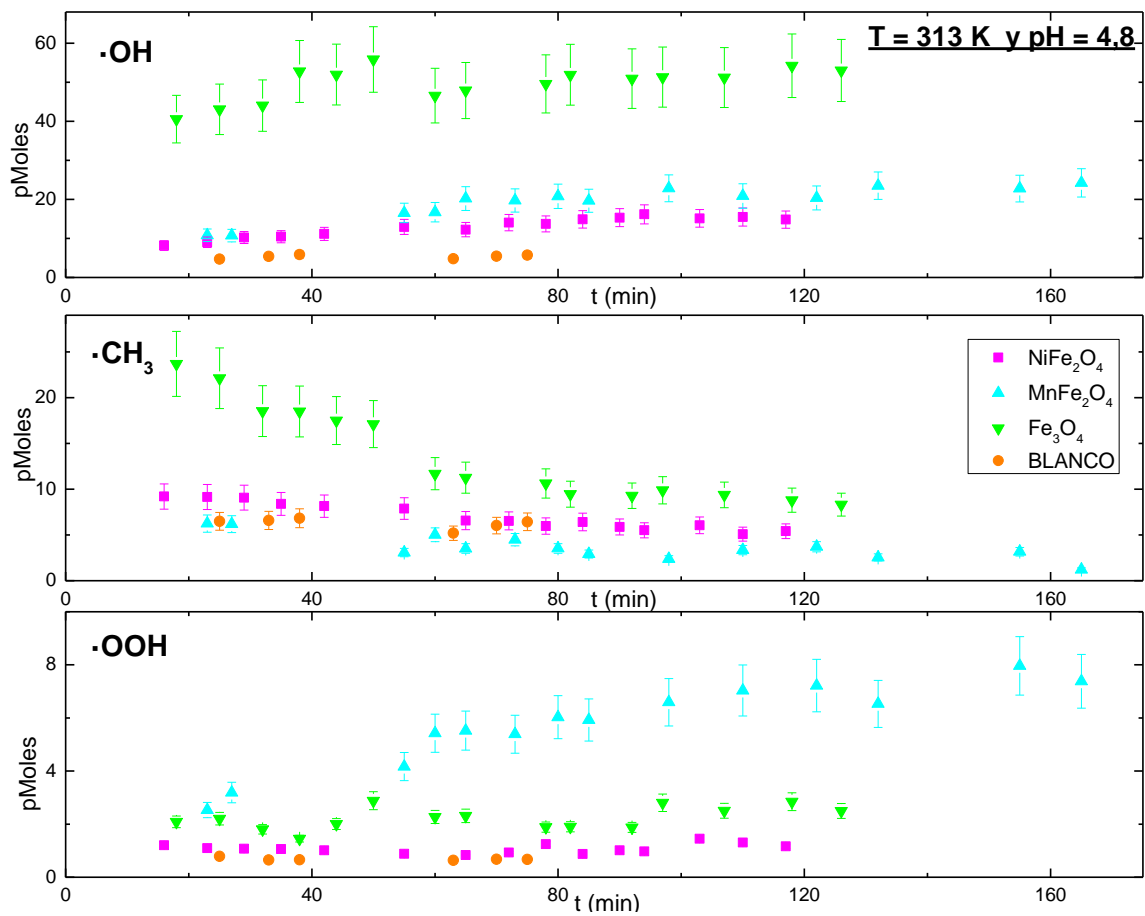 T = 313 K y pH = 4,8
·OH
pMoles
60
40
20
0
0 40 80 120 160
t (min)
·CH₃
pMoles
20
10
0
0 40 80 120 160
t (min)
NiFe₂O₄
MnFe₂O₄
Fe₃O₄
BLANCO
·OOH
pMoles
8
4
0
0 40 80 120 160
t (min)